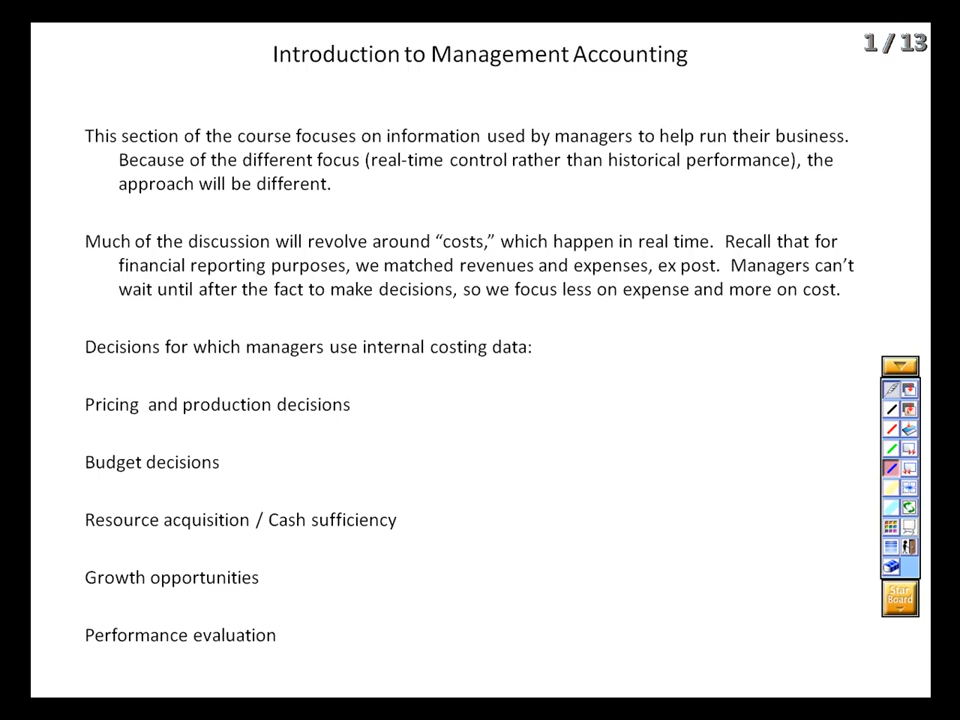 Introduction to Management Accounting
1 / 13
This section of the course focuses on information used by managers to help run their business.
Because of the different focus (real-time control rather than historical performance), the
approach will be different.
Much of the discussion will revolve around “costs,” which happen in real time. Recall that for
financial reporting purposes, we matched revenues and expenses, ex post. Managers can’t
wait until after the fact to make decisions, so we focus less on expense and more on cost.
Decisions for which managers use internal costing data:
Pricing and production decisions
Budget decisions
Resource acquisition / Cash sufficiency
Growth opportunities
Performance evaluation
Star
Board